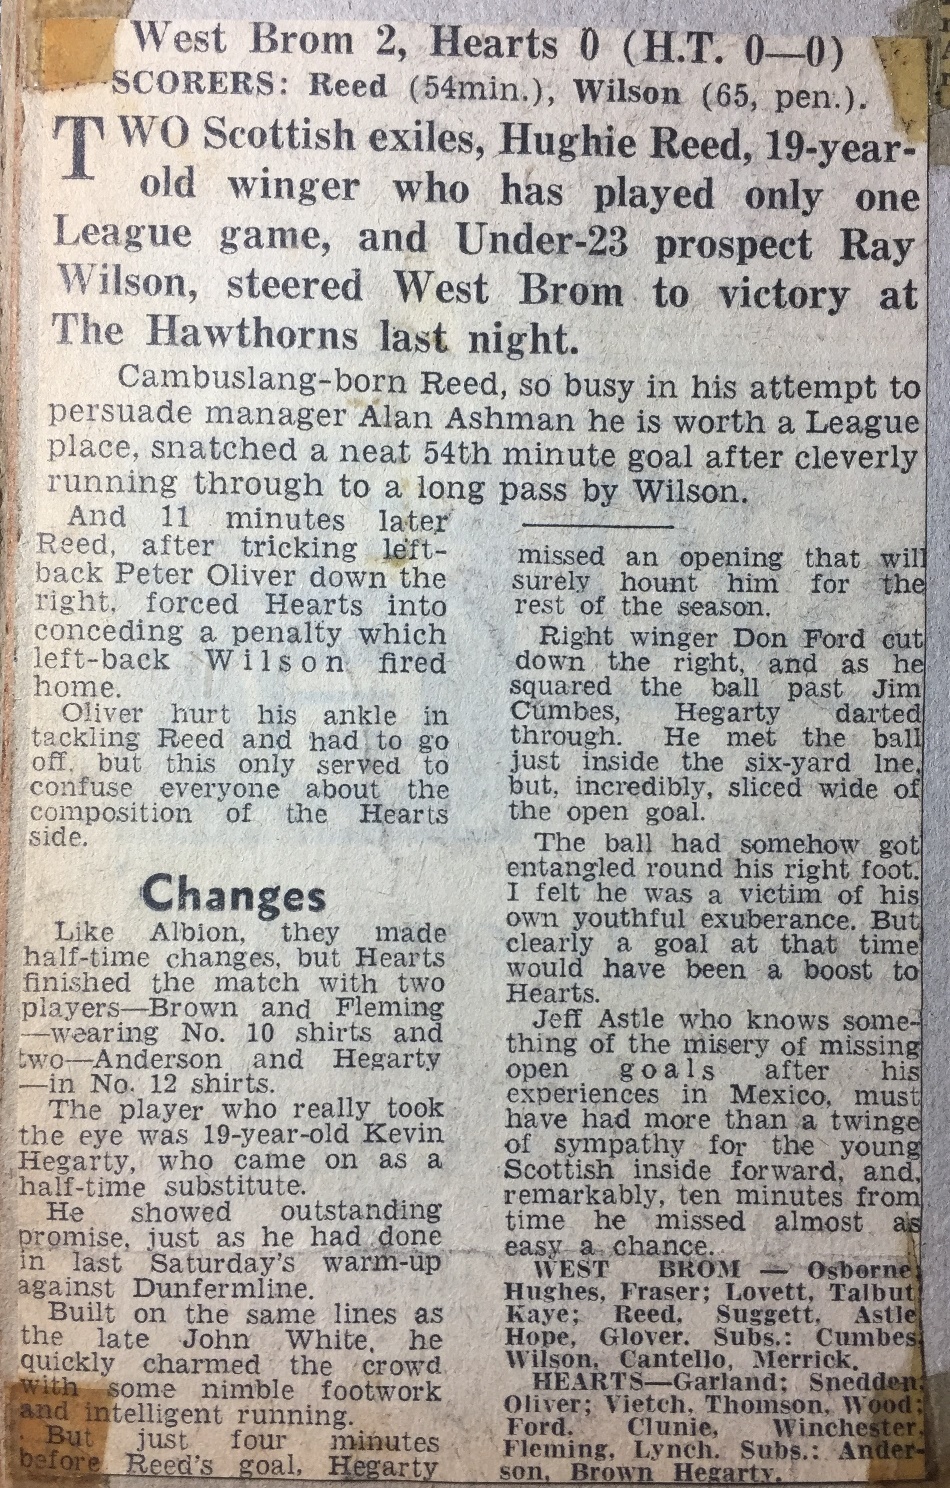 West Brom 2, Hearts 0 (H.T. 0—0)
SCORERS: Reed (54min.), Wilson (65, pen.).
TWO Scottish exiles, Hughie Reed, 19-year-
old winger who has played only one
League game, and Under-23 prospect Ray
Wilson, steered West Brom to victory at
The Hawthorns last night.
Cambuslang-born Reed, so busy in his attempt to
persuade manager Alan Ashman he is worth a League
place, snatched a neat 54th minute goal after cleverly
running through to a long pass by Wilson.
And 11 minutes later
Reed, after tricking left-
back Peter Oliver down the
right, forced Hearts into
conceding a penalty which
left-back Wilson fired
home.
Oliver hurt his ankle in
tackling Reed and had to go
off, but this only served to
confuse everyone about the
composition of the Hearts
side.
Changes
Like Albion, they made
half-time changes, but Hearts
finished the match with two
players—Brown and Fleming
—wearing No. 10 shirts and
two—Anderson and Hegarty
—in No. 12 shirts.
The player who really took
the eye was 19-year-old Kevin
Hegarty, who came on as a
half-time substitute.
He showed outstanding
promise, just as he had done
in last Saturday's warm-up
against Dunfermline.
Built on the same lines as
the late John White, he
quickly charmed the crowd
with some nimble footwork
and intelligent running.
But just four minutes
before Reed's goal, Hegarty
missed an opening that will
surely hount him for the
rest of the season.
Right winger Don Ford cut
down the right, and as he
squared the ball past Jim
Cumbes, Hegarty darted
through. He met the ball
just inside the six-yard lne,
but, incredibly, sliced wide of
the open goal.
The ball had somehow got
entangled round his right foot.
I felt he was a victim of his
own youthful exuberance. But
clearly a goal at that time
would have been a boost to
Hearts.
Jeff Astle who knows some-
thing of the misery of missing
open goals after his
experiences in Mexico, must
have had more than a twinge
of sympathy for the young
Scottish inside forward, and,
remarkably, ten minutes from
time he missed almost as
easy a chance.
WEST BROM — Osborne;
Hughes, Fraser; Lovett, Talbut
Kaye; Reed, Suggett, Astle
Hope, Glover. Subs.: Cumbes,
Wilson, Cantello, Merrick.
HEARTS—Garland; Snedden,
Oliver; Vietch, Thomson, Wood;
Ford, Clunie, Winchester,
Fleming, Lynch. Subs.: Ander-
son, Brown Hegarty.